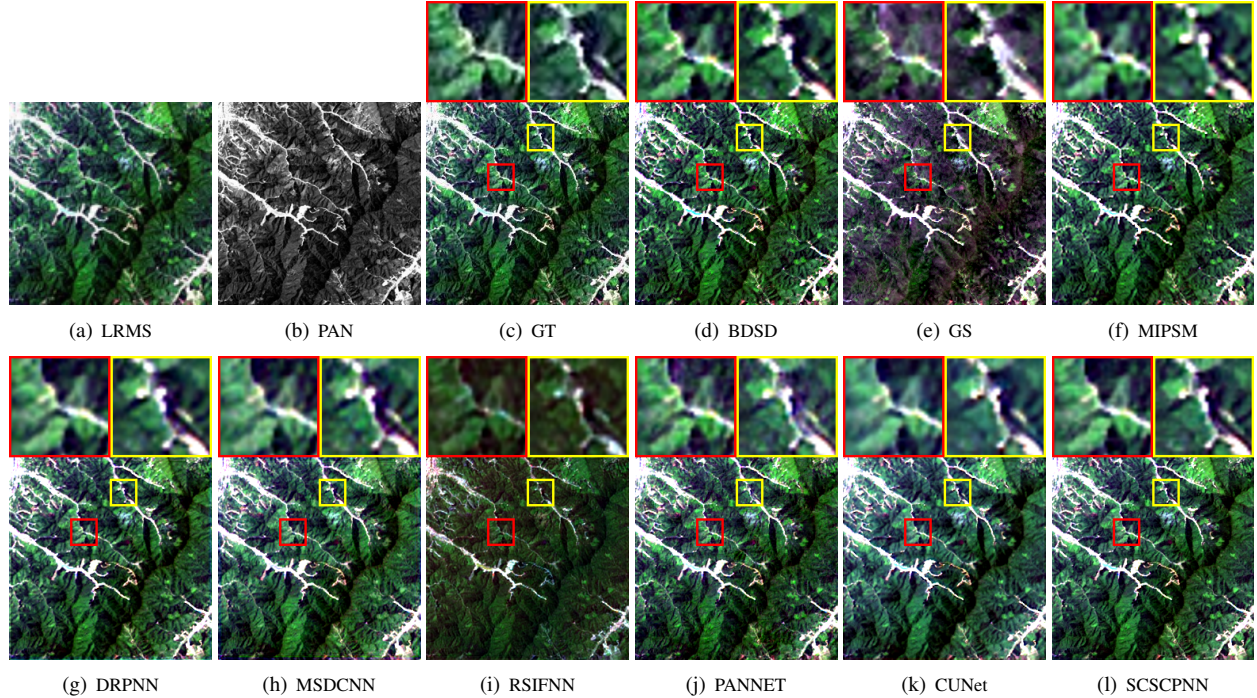 (a) LRMS
(b) PAN
(c) GT
(d) BDSD
(e) GS
(f) MIPSM
(g) DRPNN
(h) MSDCNN
(i) RSIFNN
(j) PANNET
(k) CUNet
(l) SCSCPNN